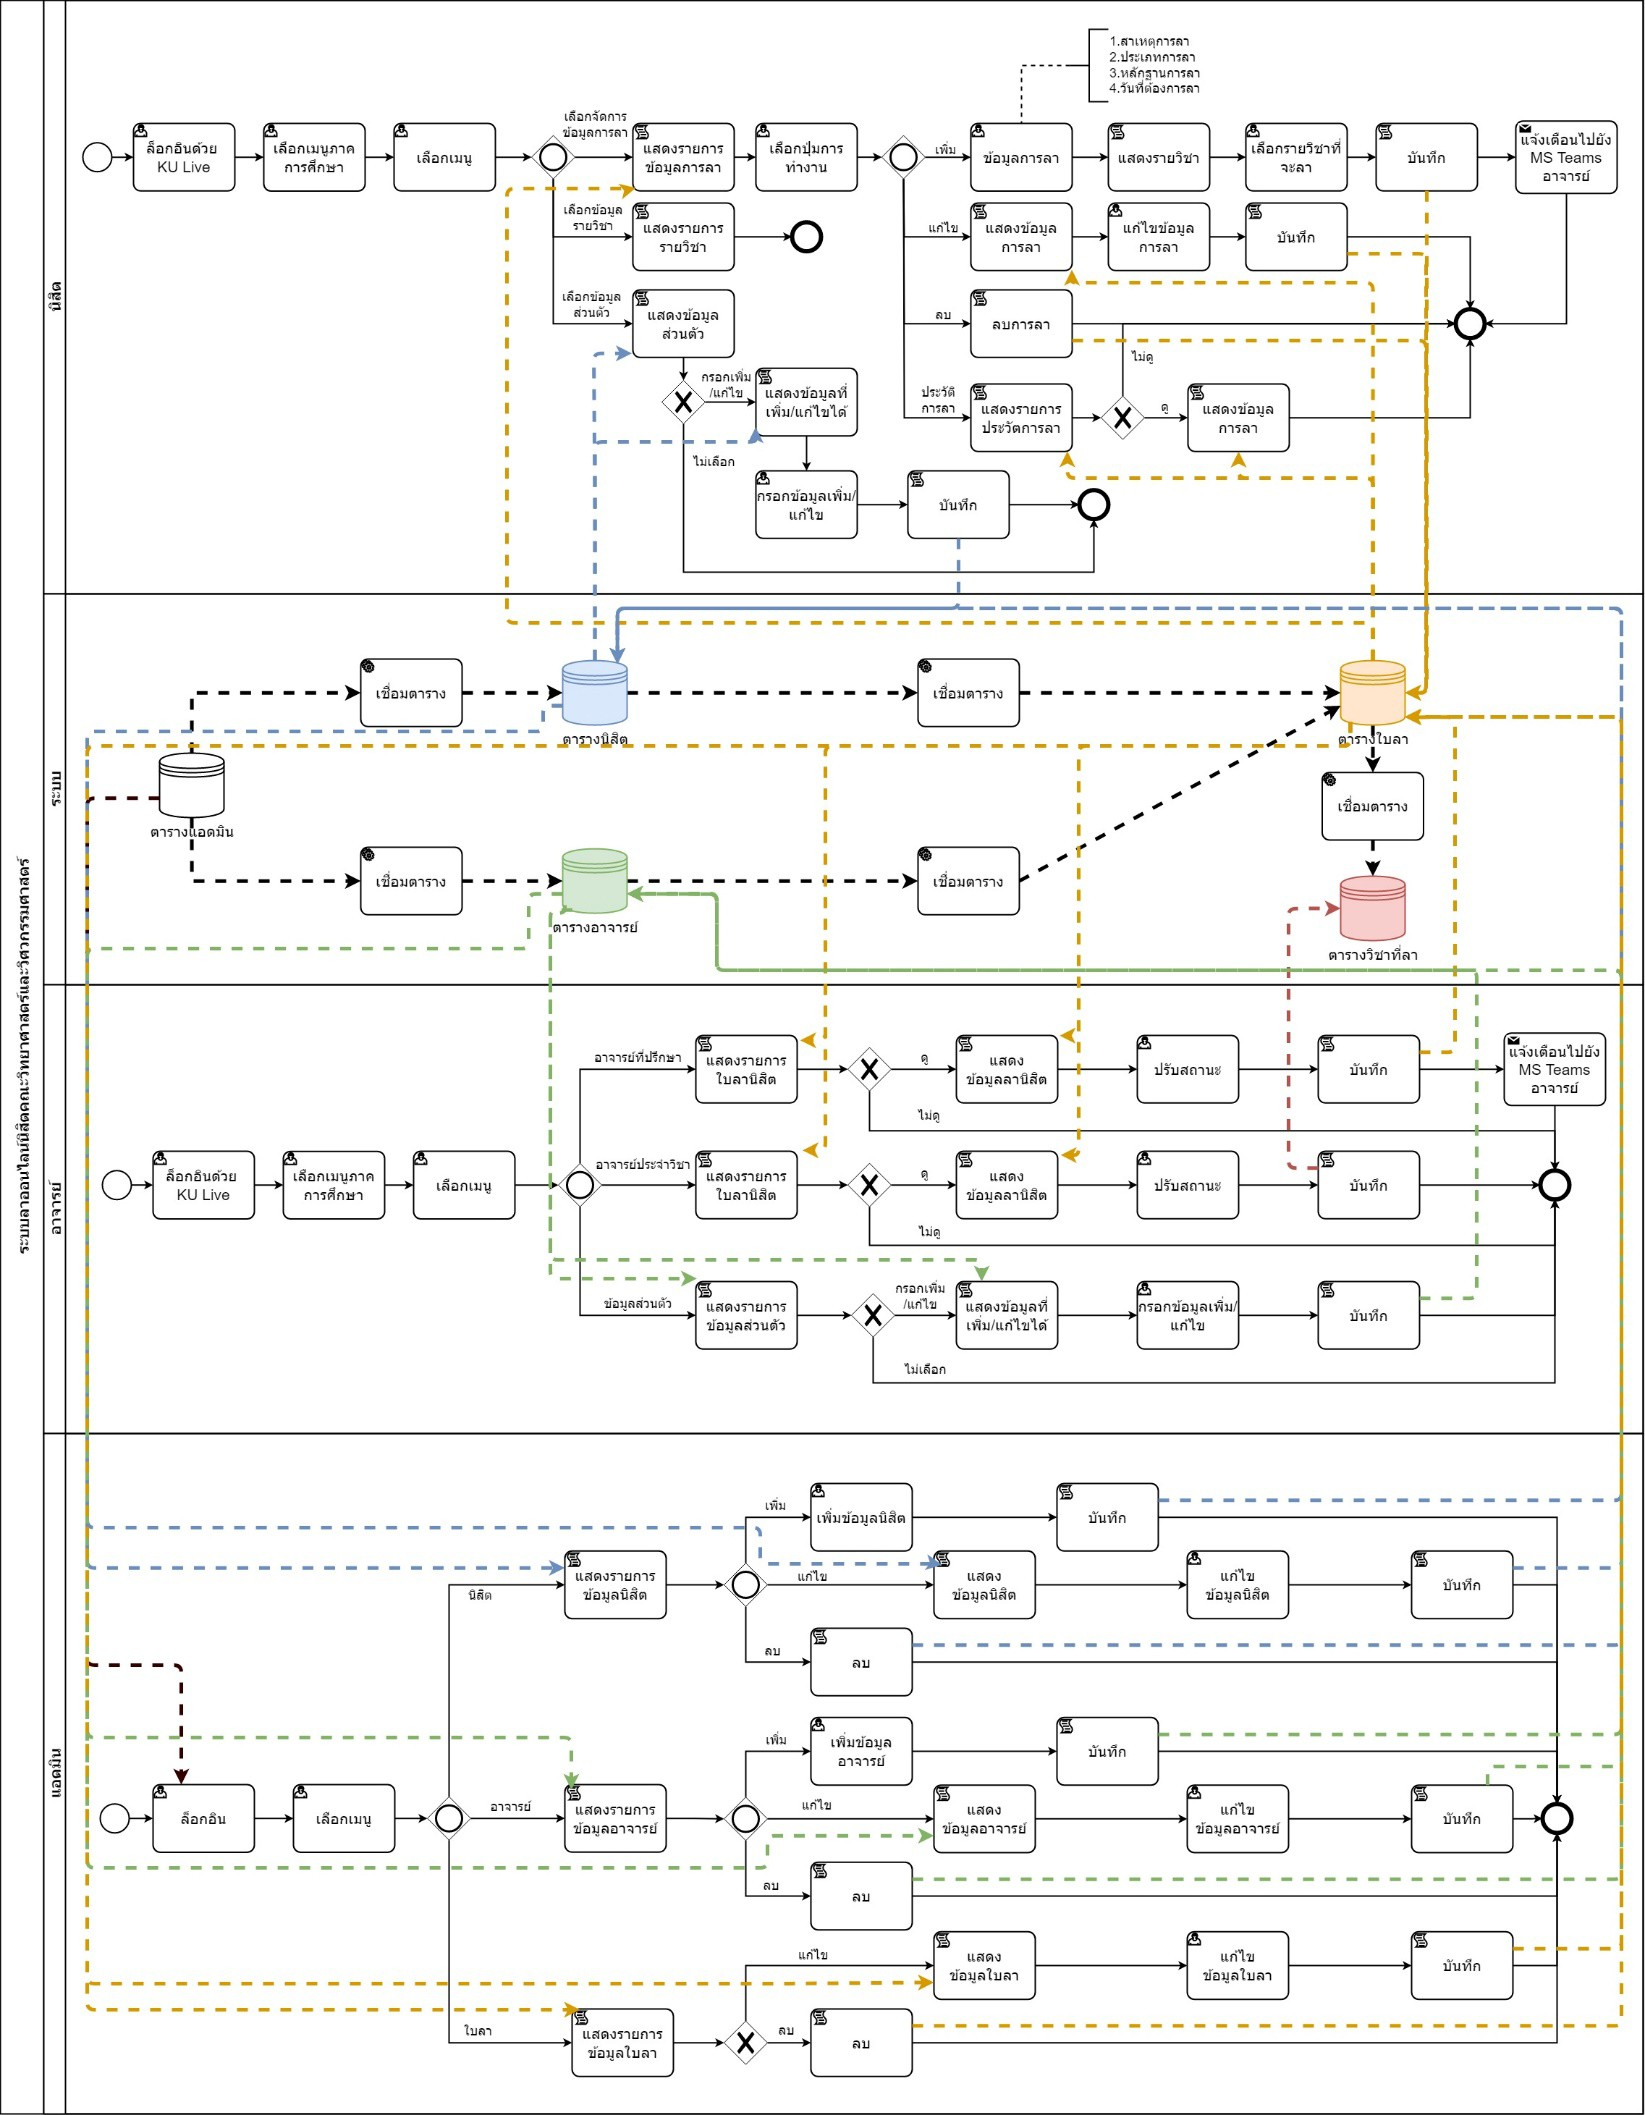 ระบบลาออนไลน์นิสิตคณะวิทยาศาสตร์และวิศวกรรมศาสตร์
นิสิต
1.สาเหตุการลา
2.ประเภทการลา
3.หลักฐานการลา
4.วันที่ต้องการลา
ล็อกอินด้วย
KU Live
เลือกเมนูภาค
การศึกษา
เลือกเมนู
เลือกจัดการ
ข้อมูลการลา
แสดงรายการ
ข้อมูลการลา
เลือกปุ่มการ
ทำงาน
เพิ่ม
ข้อมูลการลา
แสดงรายวิชา
เลือกรายวิชาที่
จะลา
บันทึก
แจ้งเตือนไปยัง
MS Teams
อาจารย์
เลือกข้อมูล
รายวิชา
แสดงรายการ
รายวิชา
แก้ไข
แสดงข้อมูล
การลา
แก้ไขข้อมูล
การลา
บันทึก
เลือกข้อมูล
ส่วนตัว
แสดงข้อมูล
ส่วนตัว
ลบ
ลบการลา
ไม่ดู
กรอกเพิ่ม
/แก้ไข
แสดงข้อมูลที่
เพิ่ม/แก้ไขได้
ประวัติ
การลา
แสดงรายการ
ประวัตการลา
ดู
แสดงข้อมูล
การลา
ไม่เลือก
กรอกข้อมูลเพิ่ม/
แก้ไข
บันทึก
ระบบ
เชื่อมตาราง
ตารางนิสิต
เชื่อมตาราง
ตารางใบลา
ตารางแอดมิน
เชื่อมตาราง
เชื่อมตาราง
ตารางอาจารย์
เชื่อมตาราง
ตารางวิชาที่ลา
อาจารย์
อาจารย์ที่ปรึกษา
แสดงรายการ
ใบลานิสิต
ดู
แสดง
ข้อมูลลานิสิต
ปรับสถานะ
บันทึก
แจ้งเตือนไปยัง
MS Teams
อาจารย์
ไม่ดู
ล็อกอินด้วย
KU Live
เลือกเมนูภาค
การศึกษา
เลือกเมนู
อาจารย์ประจำวิชา
แสดงรายการ
ใบลานิสิต
ดู
แสดง
ข้อมูลลานิสิต
ปรับสถานะ
บันทึก
ไม่ดู
ข้อมูลส่วนตัว
แสดงรายการ
ข้อมูลส่วนตัว
กรอกเพิ่ม
/แก้ไข
แสดงข้อมูลที่
เพิ่ม/แก้ไขได้
กรอกข้อมูลเพิ่ม/
แก้ไข
บันทึก
ไม่เลือก
แอดมิน
เพิ่ม
เพิ่มข้อมูลนิสิต
บันทึก
นิสิต
แสดงรายการ
ข้อมูลนิสิต
แก้ไข
แสดง
ข้อมูลนิสิต
แก้ไข
ข้อมูลนิสิต
บันทึก
ลบ
ลบ
เพิ่ม
เพิ่มข้อมูล
อาจารย์
บันทึก
ล็อกอิน
เลือกเมนู
อาจารย์
แสดงรายการ
ข้อมูลอาจารย์
แก้ไข
แสดง
ข้อมูลอาจารย์
แก้ไข
ข้อมูลอาจารย์
บันทึก
ลบ
ลบ
แก้ไข
แสดง
ข้อมูลใบลา
แก้ไข
ข้อมูลใบลา
บันทึก
ใบลา
แสดงรายการ
ข้อมูลใบลา
ลบ
ลบ